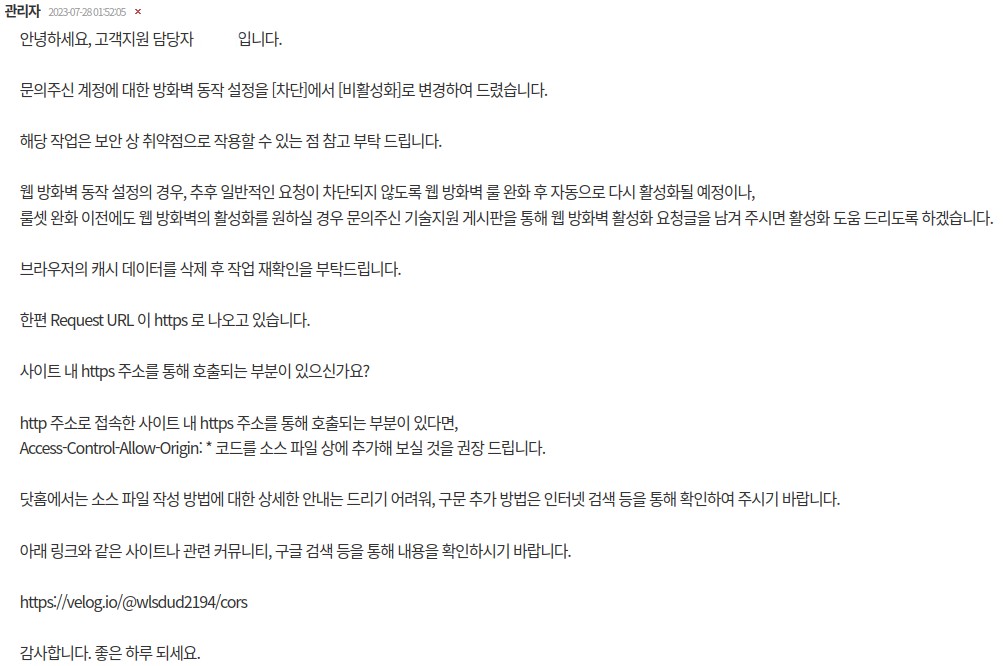 관리자 2023-07-28 01:52:05 ×
안녕하세요, 고객지원 담당자 입니다.
문의주신 계정에 대한 방화벽 동작 설정을 [차단]에서 [비활성화]로 변경하여 드렸습니다.
해당 작업은 보안 상 취약점으로 작용할 수 있는 점 참고 부탁 드립니다.
웹 방화벽 동작 설정의 경우, 추후 일반적인 요청이 차단되지 않도록 웹 방화벽 룰 완화 후 자동으로 다시 활성화될 예정이나,
룰셋 완화 이전에도 웹 방화벽의 활성화를 원하실 경우 문의주신 기술지원 게시판을 통해 웹 방화벽 활성화 요청글을 남겨 주시면 활성화 도움 드리도록 하겠습니다.
브라우저의 캐시 데이터를 삭제 후 작업 재확인을 부탁드립니다.
한편 Request URL 이 https 로 나오고 있습니다.
사이트 내 https 주소를 통해 호출되는 부분이 있으신가요?
http 주소로 접속한 사이트 내 https 주소를 통해 호출되는 부분이 있다면,
Access-Control-Allow-Origin: * 코드를 소스 파일 상에 추가해 보실 것을 권장 드립니다.
닷홈에서는 소스 파일 작성 방법에 대한 상세한 안내는 드리기 어려워, 구문 추가 방법은 인터넷 검색 등을 통해 확인하여 주시기 바랍니다.
아래 링크와 같은 사이트나 관련 커뮤니티, 구글 검색 등을 통해 내용을 확인하시기 바랍니다.
https://velog.io/@wlsdud2194/cors
감사합니다. 좋은 하루 되세요.